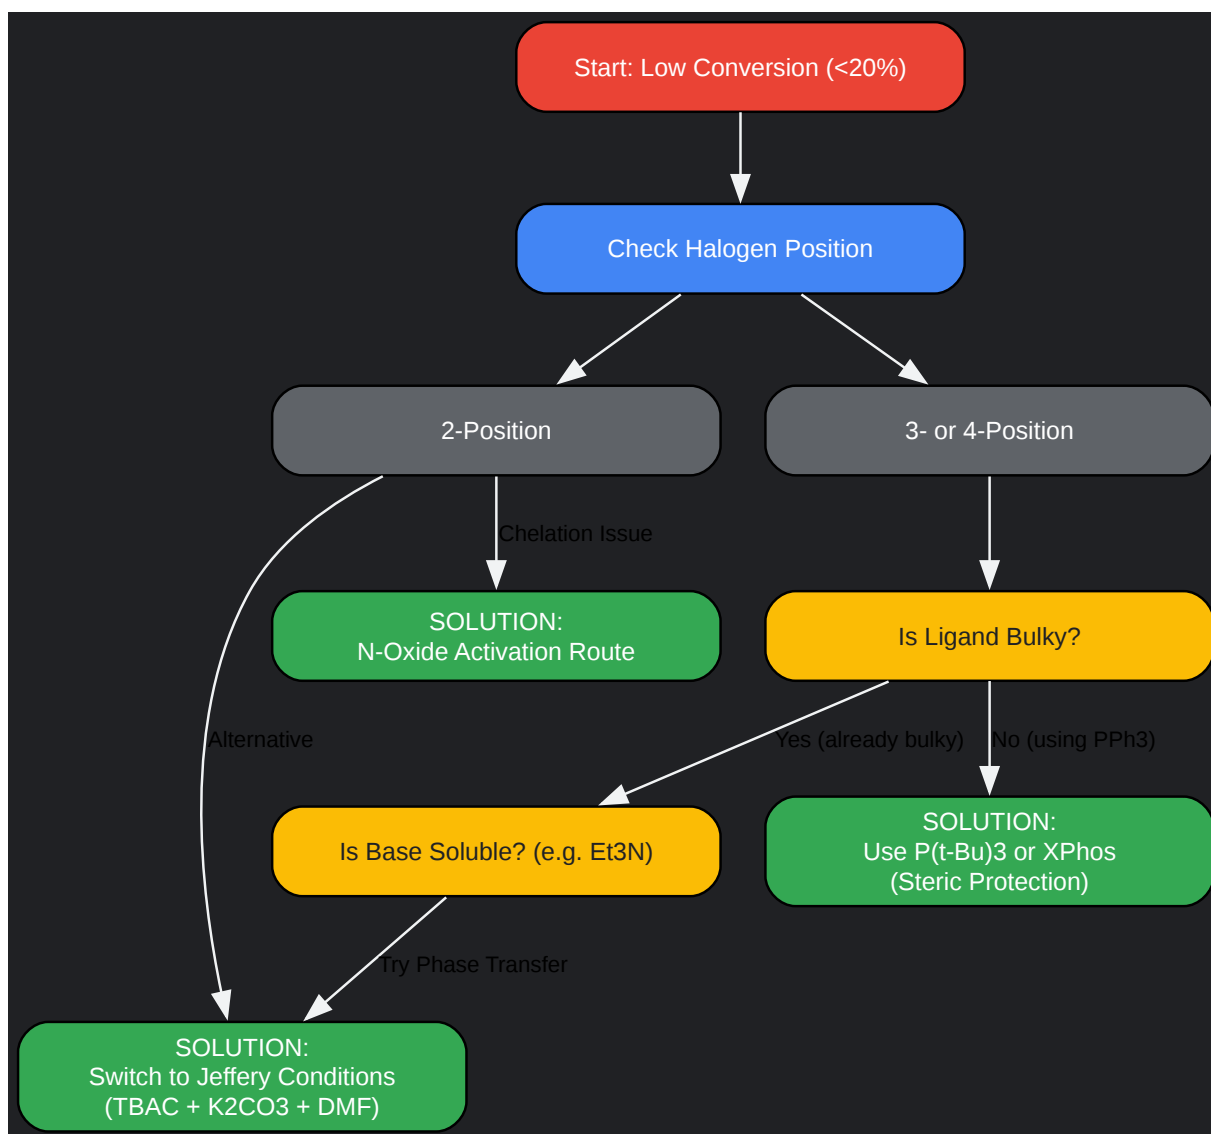 Start: Low Conversion (<20%)
Check Halogen Position
2-Position
3- or 4-Position
Chelation Issue
SOLUTION:
N-Oxide Activation Route
Is Ligand Bulky?
Alternative
Yes (already bulky)
No (using PPh3)
Is Base Soluble? (e.g. Et3N)
SOLUTION:
Use P(t-Bu)3 or XPhos
(Steric Protection)
Try Phase Transfer
SOLUTION:
Switch to Jeffery Conditions
(TBAC + K2CO3 + DMF)